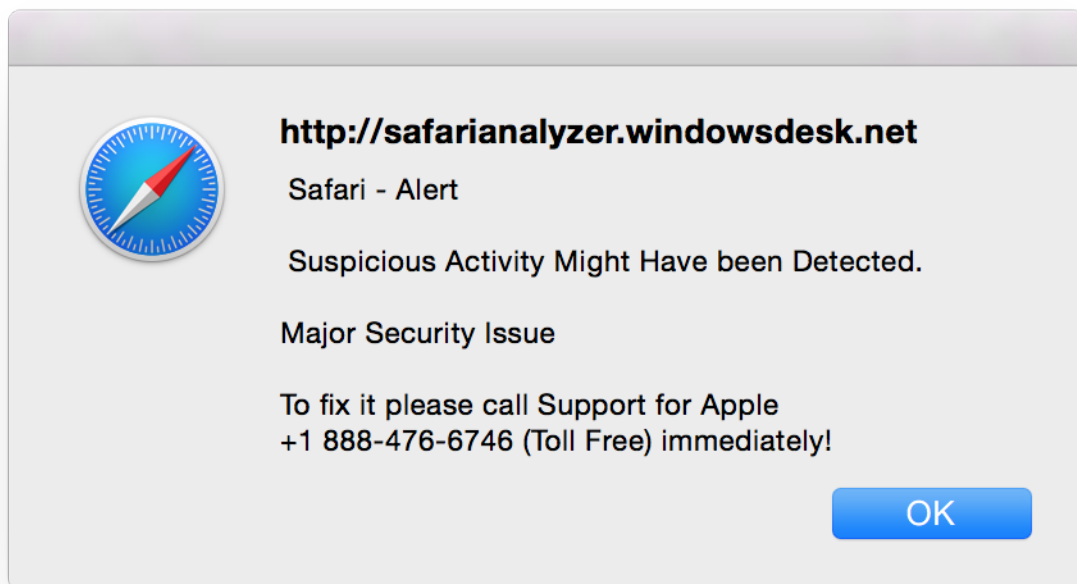 http://safarianalyzer.windowsdesk.net
Safari - Alert
Suspicious Activity Might Have been Detected.
Major Security Issue
To fix it please call Support for Apple
+1 888-476-6746 (Toll Free) immediately!
OK